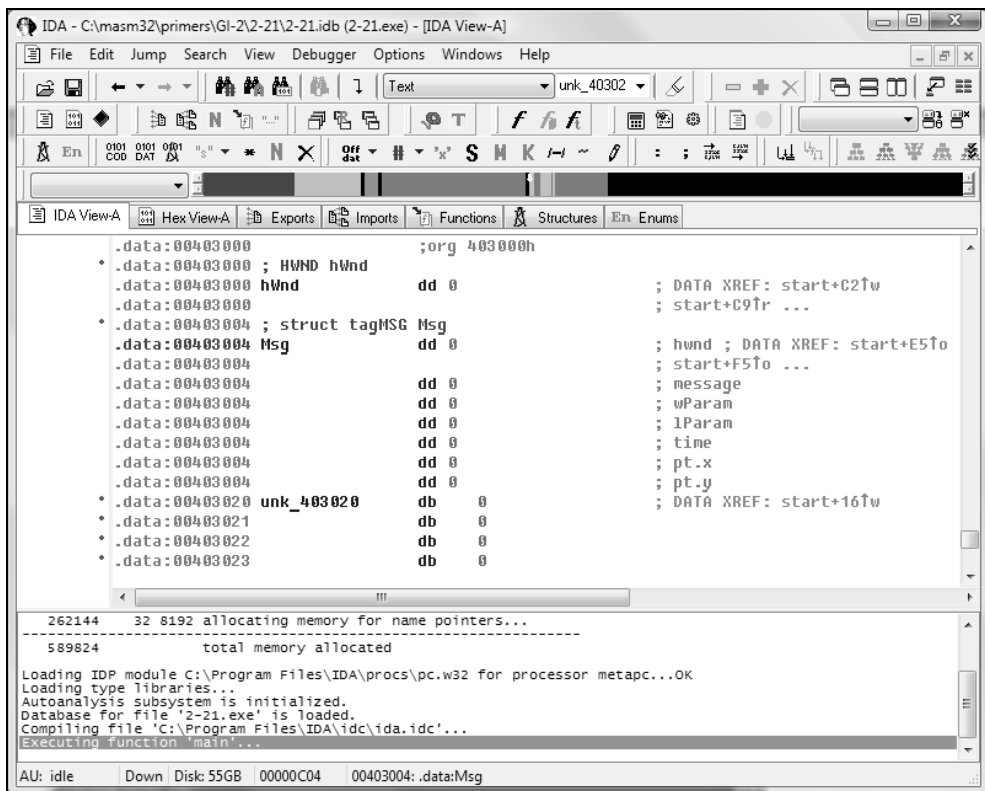 IDA - C:\masm32\primers\GI-2\2-21\2-21.idb (2-21.exe) - [IDA View-A]
File Edit Jump Search View Debugger Options Windows Help
Text unk_40302
En
IDA View-A Hex View-A Exports Imports Functions Structures En Enums
.data:00403000 ;org 403000h
.data:00403000 ; HWND hWnd
.data:00403000 hWnd dd 0 ; DATA XREF: start+C2↑w
.data:00403000 ; start+C9↑r ...
.data:00403004 ; struct tagMSG Msg
.data:00403004 Msg dd 0 ; hwnd ; DATA XREF: start+E5↑o
.data:00403004 ; start+F5↑o ...
.data:00403004 dd 0 ; message
.data:00403004 dd 0 ; wParam
.data:00403004 dd 0 ; lParam
.data:00403004 dd 0 ; time
.data:00403004 dd 0 ; pt.x
.data:00403004 dd 0 ; pt.y
.data:00403020 unk_403020 db 0 ; DATA XREF: start+16↑w
.data:00403021 db 0
.data:00403022 db 0
.data:00403023 db 0
262144 32 8192 allocating memory for name pointers...
-----------------------------------------------------------------
589824 total memory allocated
Loading IDP module C:\Program Files\IDA\procs\pc.w32 for processor metapc...OK
Loading type libraries...
Autoanalysis subsystem is initialized.
Database for file '2-21.exe' is loaded.
Compiling file 'C:\Program Files\IDA\idc\ida.idc'...
Executing function 'main'...
AU: idle Down Disk: 55GB 00000C04 00403004: .data:Msg